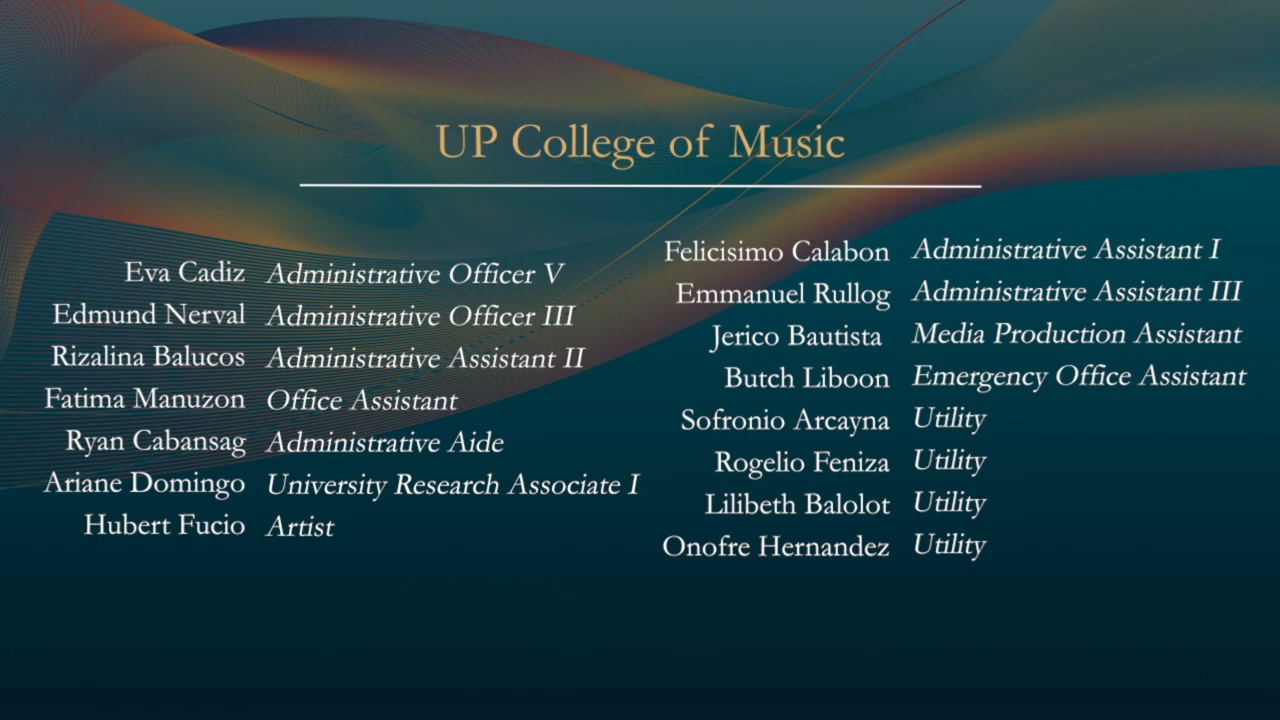 UP College of Music
Eva Cadiz Administrative Officer V
Edmund Nerval Administrative Officer III
Rizalina Balucos Administrative Assistant II
Fatima Manuzon Office Assistant
Ryan Cabansag Administrative Aide
Ariane Domingo University Research Associate I
Hubert Fucio Artist
Felicisimo Calabon Administrative Assistant I
Emmanuel Rullog Administrative Assistant III
Jerico Bautista Media Production Assistant
Butch Liboon Emergency Office Assistant
Sofronio Arcayna Utility
Rogelio Feniza Utility
Lilibeth Balolot Utility
Onofre Hernandez Utility